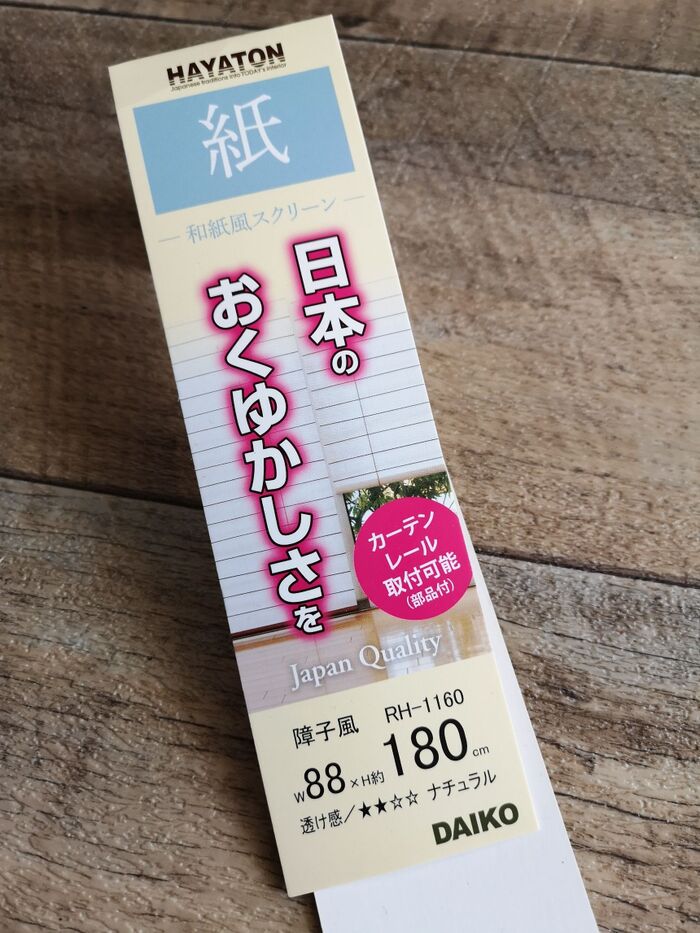 HAYATON
Japanese traditions into TODAY's interior
紙
― 和紙風スクリーン ―
日本の
おくゆかしさを
カーテン
レール
取付可能
(部品付)
Japan Quality
障子風 RH-1160
W88×H約180cm
透け感/★★☆☆ ナチュラル
DAIKO